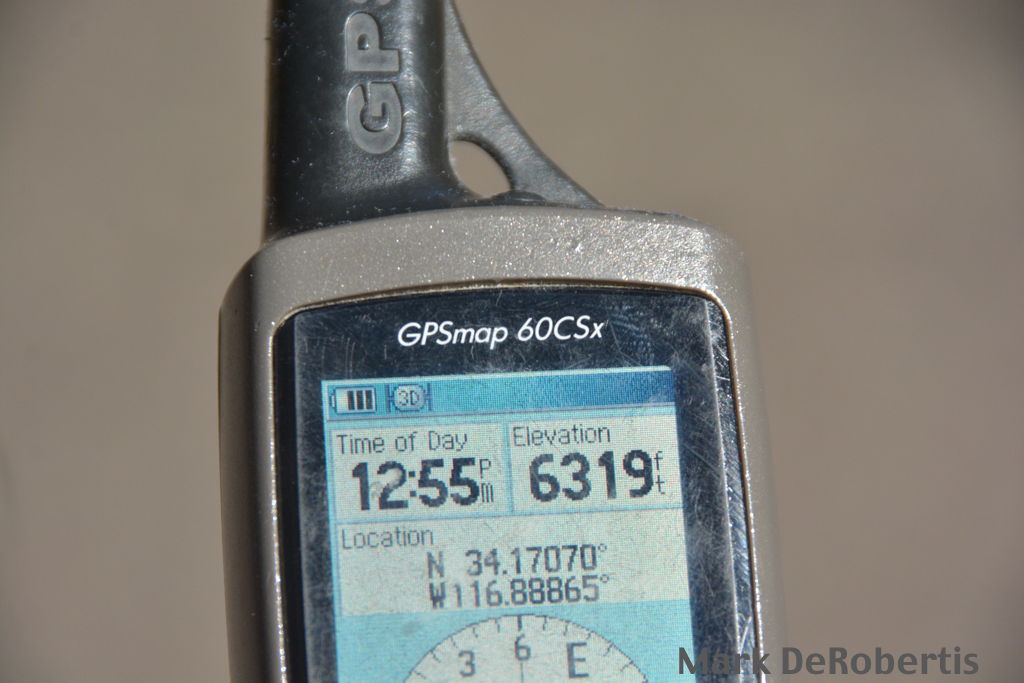 GPS
GPSmap 60CSx
3D
Time of Day
12:55 Pm
Elevation
6319 ft
Location
N 34.17070°
W116.88865°
3 6 E
Mark DeRobertis